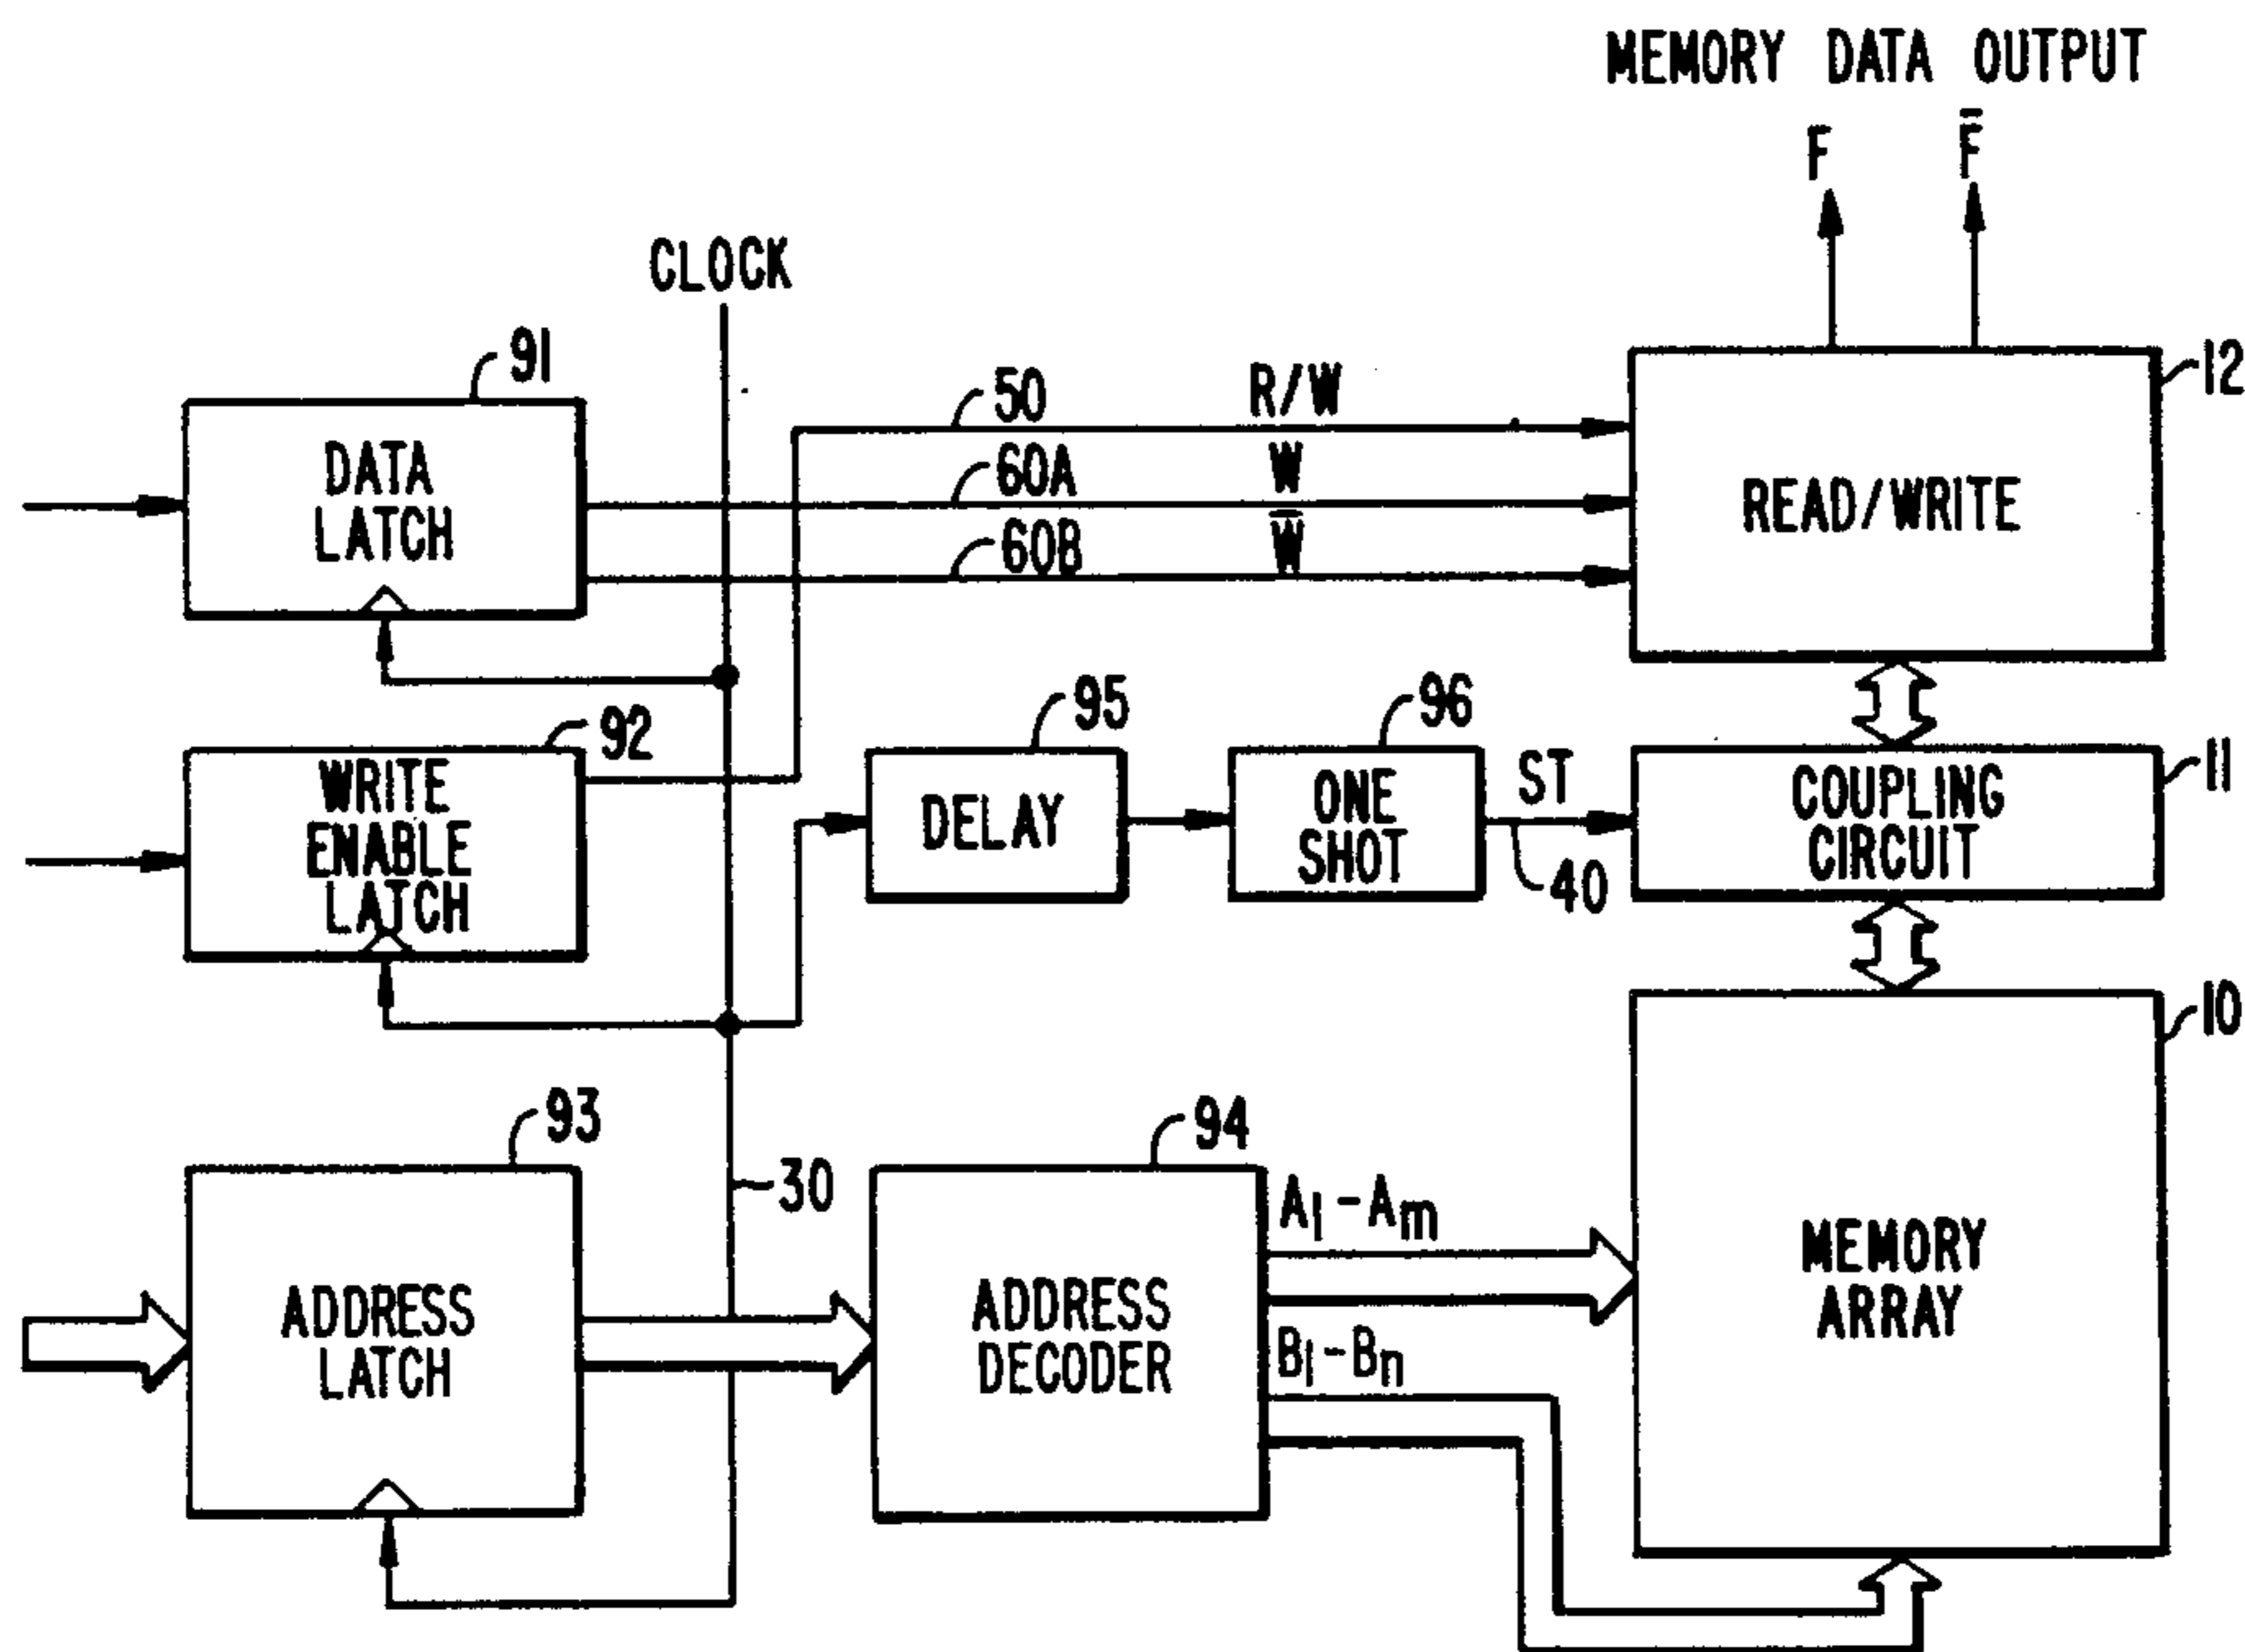 MEMORY DATA OUTPUT
F F̅
CLOCK
91
DATA
LATCH
50
R/W
60A
W
60B
W̅
12
READ/WRITE
92
WRITE
ENABLE
LATCH
95
DELAY
96
ONE
SHOT
ST
40
11
COUPLING
CIRCUIT
10
MEMORY
ARRAY
93
ADDRESS
LATCH
30
94
ADDRESS
DECODER
A1-Am
B1-Bn